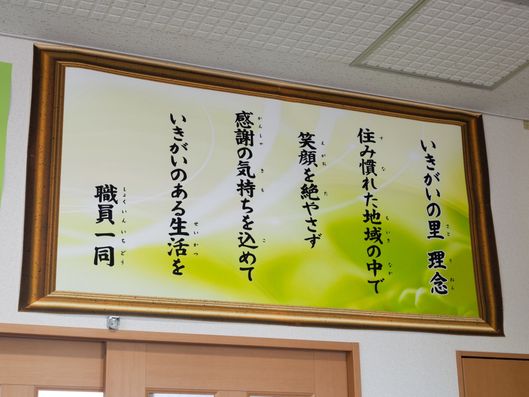 いきがいの里 理念
住み慣れた地域の中で
笑顔を絶やさず
感謝の気持ちを込めて
いきがいのある生活を
職員一同